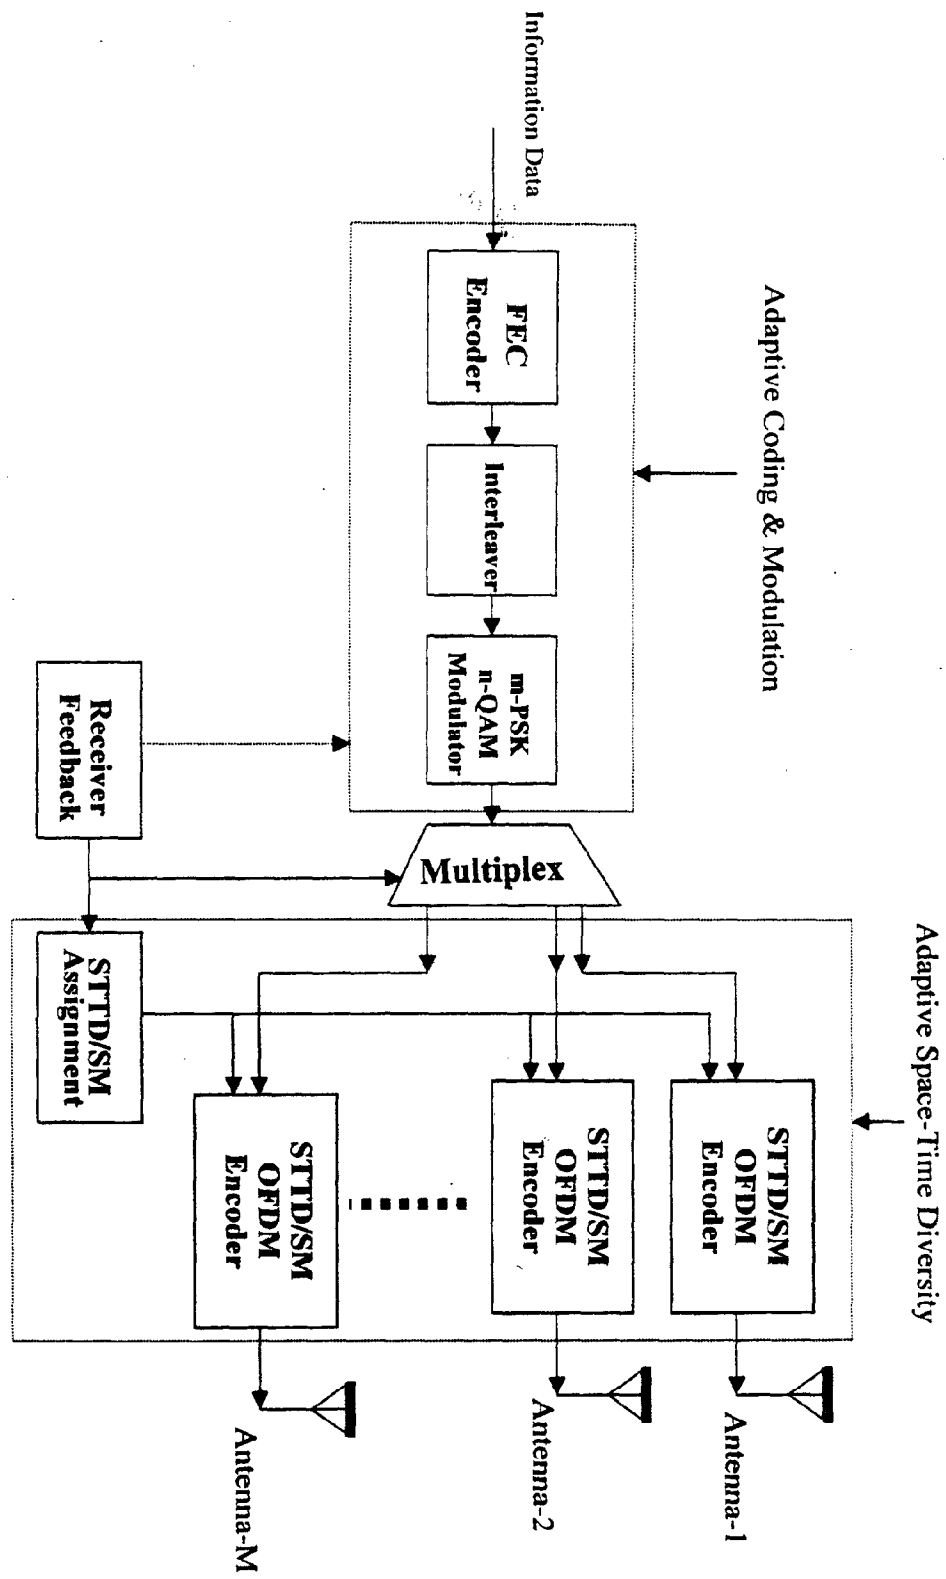 Adaptive Space-Time Diversity
Adaptive Coding & Modulation
Information Data
FEC
Encoder
Interleaver
m-PSK
n-QAM
Modulator
Multiplex
STTD/SM
OFDM
Encoder
Antenna-1
STTD/SM
OFDM
Encoder
Antenna-2
STTD/SM
OFDM
Encoder
Antenna-M
Receiver
Feedback
STTD/SM
Assignment